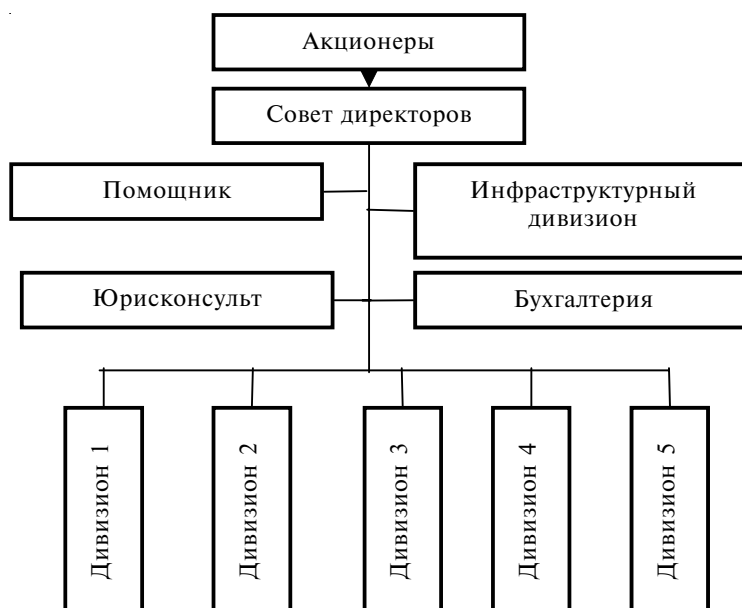 Акционеры
Совет директоров
Помощник
Инфраструктурный
дивизион
Юрисконсульт
Бухгалтерия
Дивизион 1
Дивизион 2
Дивизион 3
Дивизион 4
Дивизион 5